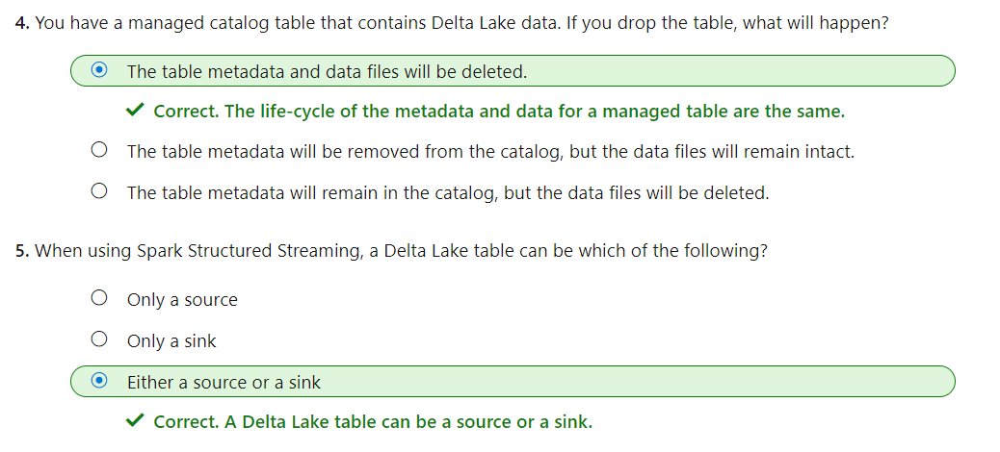 4. You have a managed catalog table that contains Delta Lake data. If you drop the table, what will happen?
The table metadata and data files will be deleted.
Correct. The life-cycle of the metadata and data for a managed table are the same.
The table metadata will be removed from the catalog, but the data files will remain intact.
The table metadata will remain in the catalog, but the data files will be deleted.
5. When using Spark Structured Streaming, a Delta Lake table can be which of the following?
Only a source
Only a sink
Either a source or a sink
Correct. A Delta Lake table can be a source or a sink.